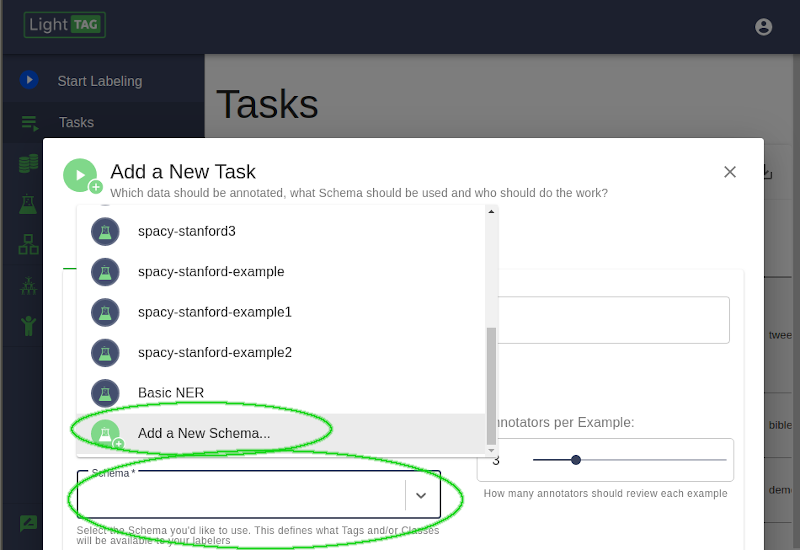 Light TAG
Start Labeling
Tasks
Tasks
Add a New Task
Which data should be annotated, what Schema should be used and who should do the work?
spacy-stanford3
spacy-stanford-example
spacy-stanford-example1
spacy-stanford-example2
Basic NER
Add a New Schema...
nnotators per Example:
3
Schema *
How many annotators should review each example
Select the Schema you'd like to use. This defines what Tags and/or Classes
will be available to your labelers
twee
bible
demo